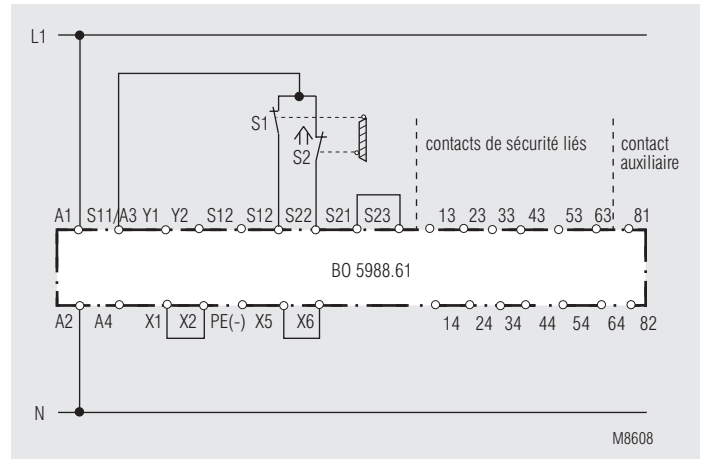 L1
S1
S2
contacts de sécurité liés
contact
auxiliaire
A1 S11/A3 Y1 Y2 S12 S12 S22 S21 S23 13 23 33 43 53 63 81
BO 5988.61
A2 A4 X1 X2 PE(-) X5 X6 14 24 34 44 54 64 82
N
M8608